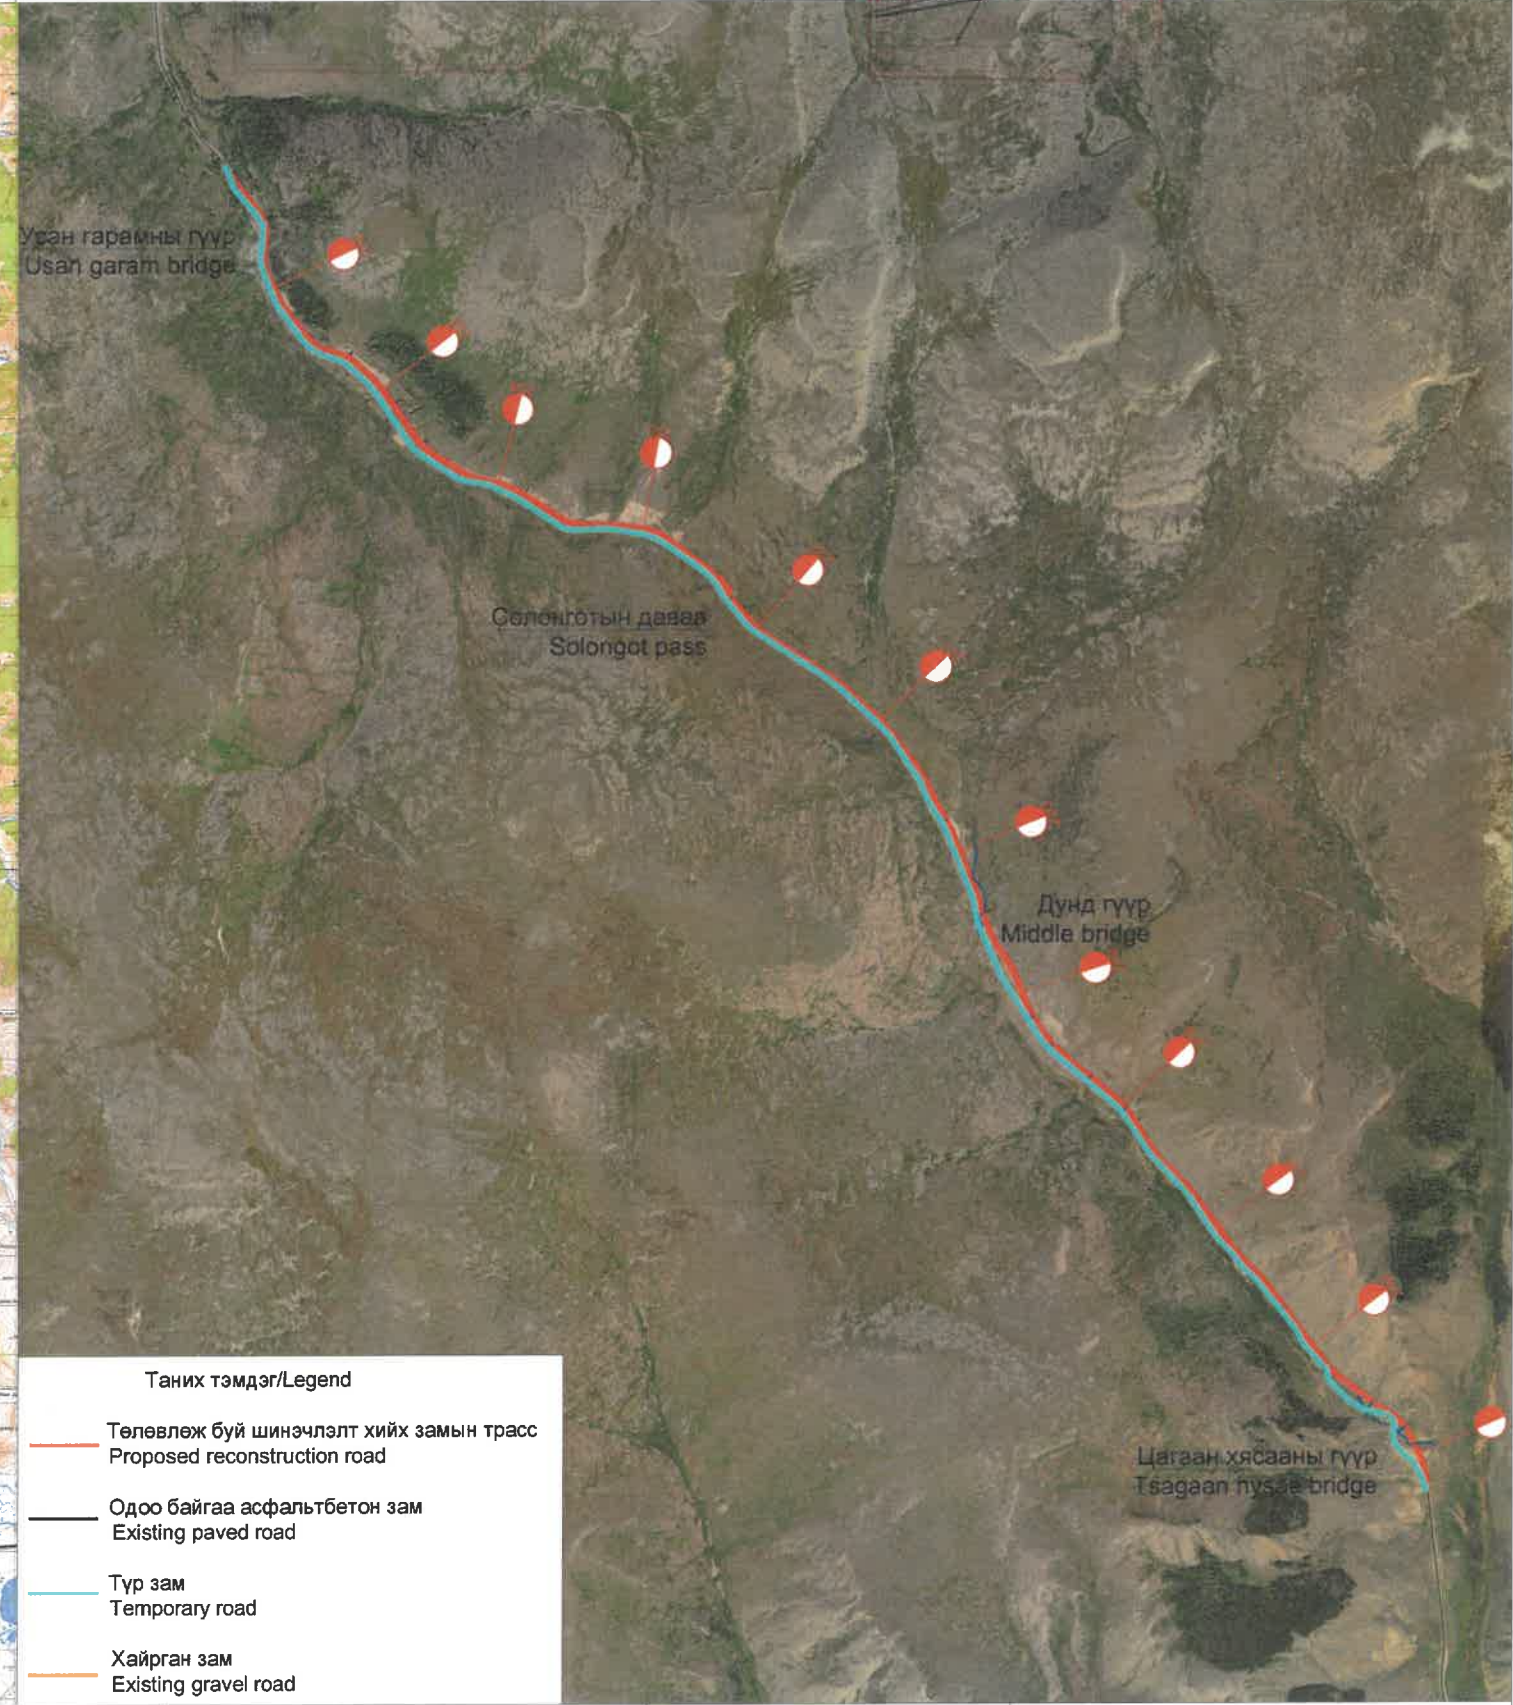 Усан гарамны гүүр
Usan garam bridge
Солонготын даваа
Solongot pass
Дунд гүүр
Middle bridge
Цагаан хясааны гүүр
Tsagaan hysae bridge
Таних тэмдэг/Legend
Төлөвлөж буй шинэчлэлт хийх замын трасс
Proposed reconstruction road
Одоо байгаа асфальтбетон зам
Existing paved road
Түр зам
Temporary road
Хайрган зам
Existing gravel road